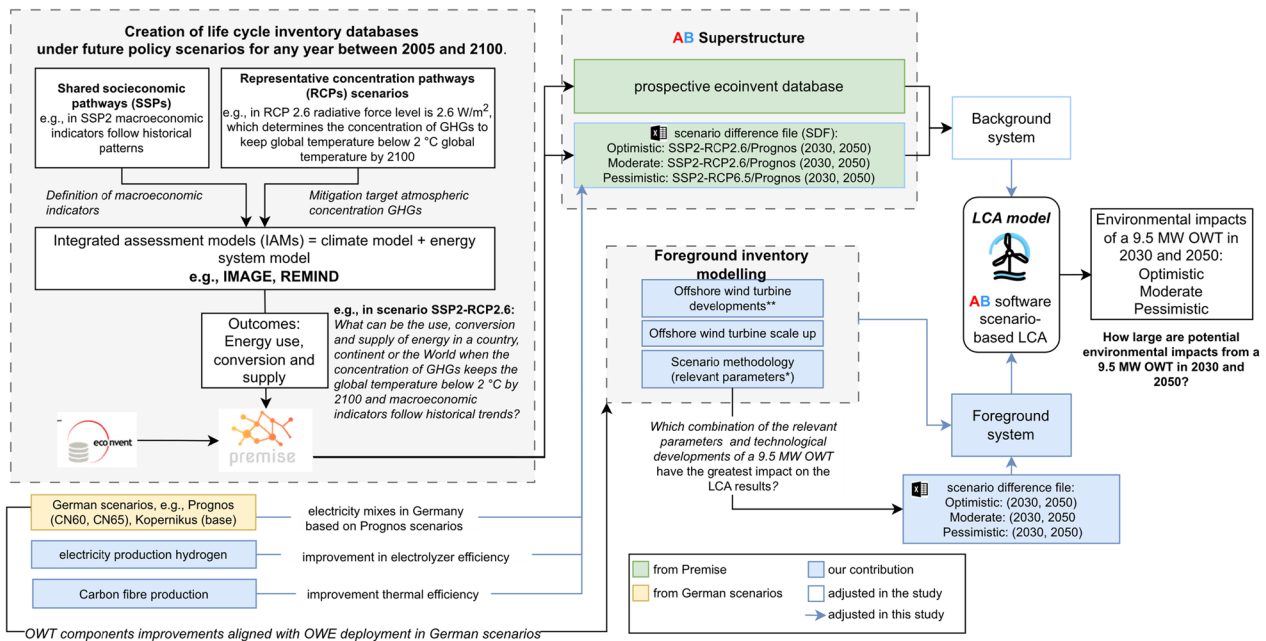 Creation of life cycle inventory databases
under future policy scenarios for any year between 2005 and 2100.
Shared socioeconomic
pathways (SSPs)
e.g., in SSP2 macroeconomic
indicators follow historical
patterns
Representative concentration pathways
(RCPs) scenarios
e.g., in RCP 2.6 radiative force level is 2.6 W/m²,
which determines the concentration of GHGs to
keep global temperature below 2 °C global
temperature by 2100
Definition of macroeconomic
indicators
Mitigation target atmospheric
concentration GHGs
Integrated assessment models (IAMs) = climate model + energy
system model
e.g., IMAGE, REMIND
Outcomes:
Energy use,
conversion and
supply
e.g., in scenario SSP2-RCP2.6:
What can be the use, conversion
and supply of energy in a country,
continent or the World when the
concentration of GHGs keeps the
global temperature below 2 °C by
2100 and macroeconomic
indicators follow historical trends?
ecoinvent
premise
AB Superstructure
prospective ecoinvent database
scenario difference file (SDF):
Optimistic: SSP2-RCP2.6/Prognos (2030, 2050)
Moderate: SSP2-RCP2.6/Prognos (2030, 2050)
Pessimistic: SSP2-RCP6.5/Prognos (2030, 2050)
Background
system
LCA model
AB software
scenario-
based LCA
Environmental impacts
of a 9.5 MW OWT in
2030 and 2050:
Optimistic
Moderate
Pessimistic
How large are potential
environmental impacts from a
9.5 MW OWT in 2030 and
2050?
Foreground inventory
modelling
Offshore wind turbine
developments**
Offshore wind turbine scale up
Scenario methodology
(relevant parameters*)
Which combination of the relevant
parameters and technological
developments of a 9.5 MW OWT
have the greatest impact on the
LCA results?
Foreground
system
scenario difference file:
Optimistic: (2030, 2050)
Moderate: (2030, 2050
Pessimistic: (2030, 2050)
German scenarios, e.g., Prognos
(CN60, CN65), Kopernikus (base)
electricity mixes in Germany
based on Prognos scenarios
electricity production hydrogen
improvement in electrolyzer efficiency
Carbon fibre production
improvement thermal efficiency
OWT components improvements aligned with OWE deployment in German scenarios
from Premise
from German scenarios
our contribution
adjusted in the study
adjusted in this study